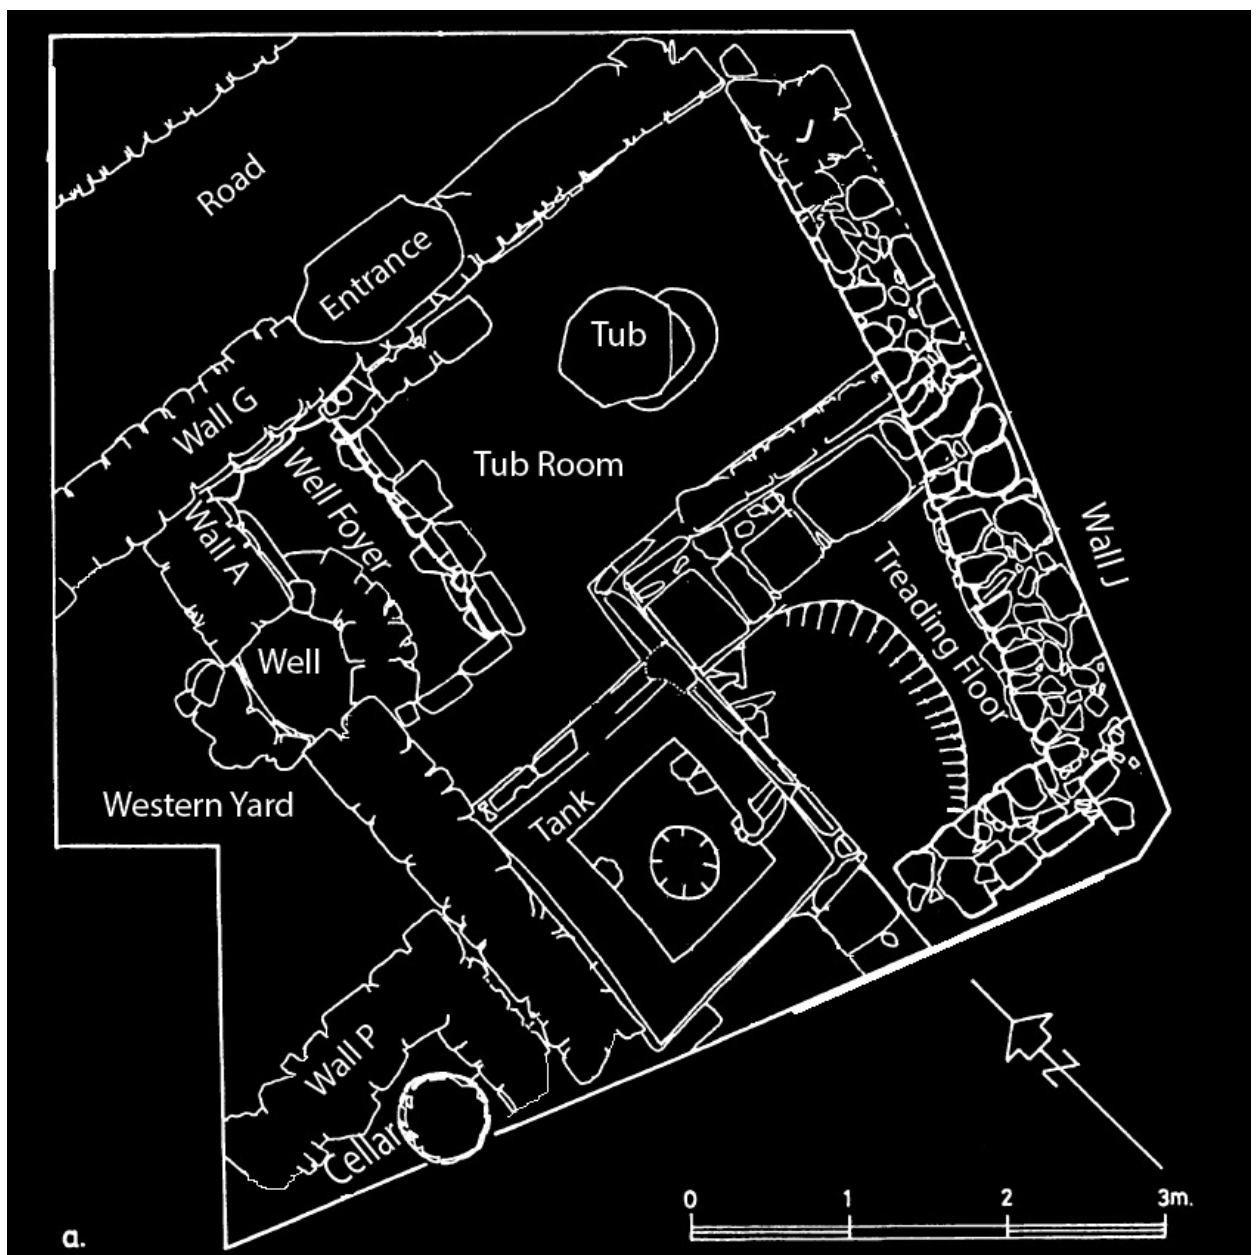 Road
J
Entrance
Tub
Wall G
Tub Room
Well Foyer
Wall A
Wall J
Treading Floor
Well
Western Yard
Tank
Wall P
N
Cellar
0 1 2 3m.
a.